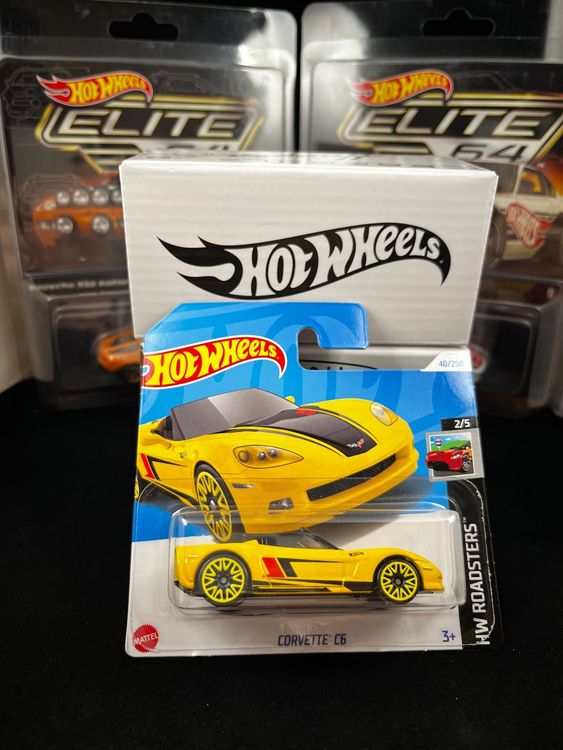 HOT WHEELS
ELITE
64
HOT WHEELS
ELITE
64
HOT WHEELS
HOT WHEELS
40/250
2/5
HW ROADSTERS™
MATTEL
CORVETTE® C6
3+